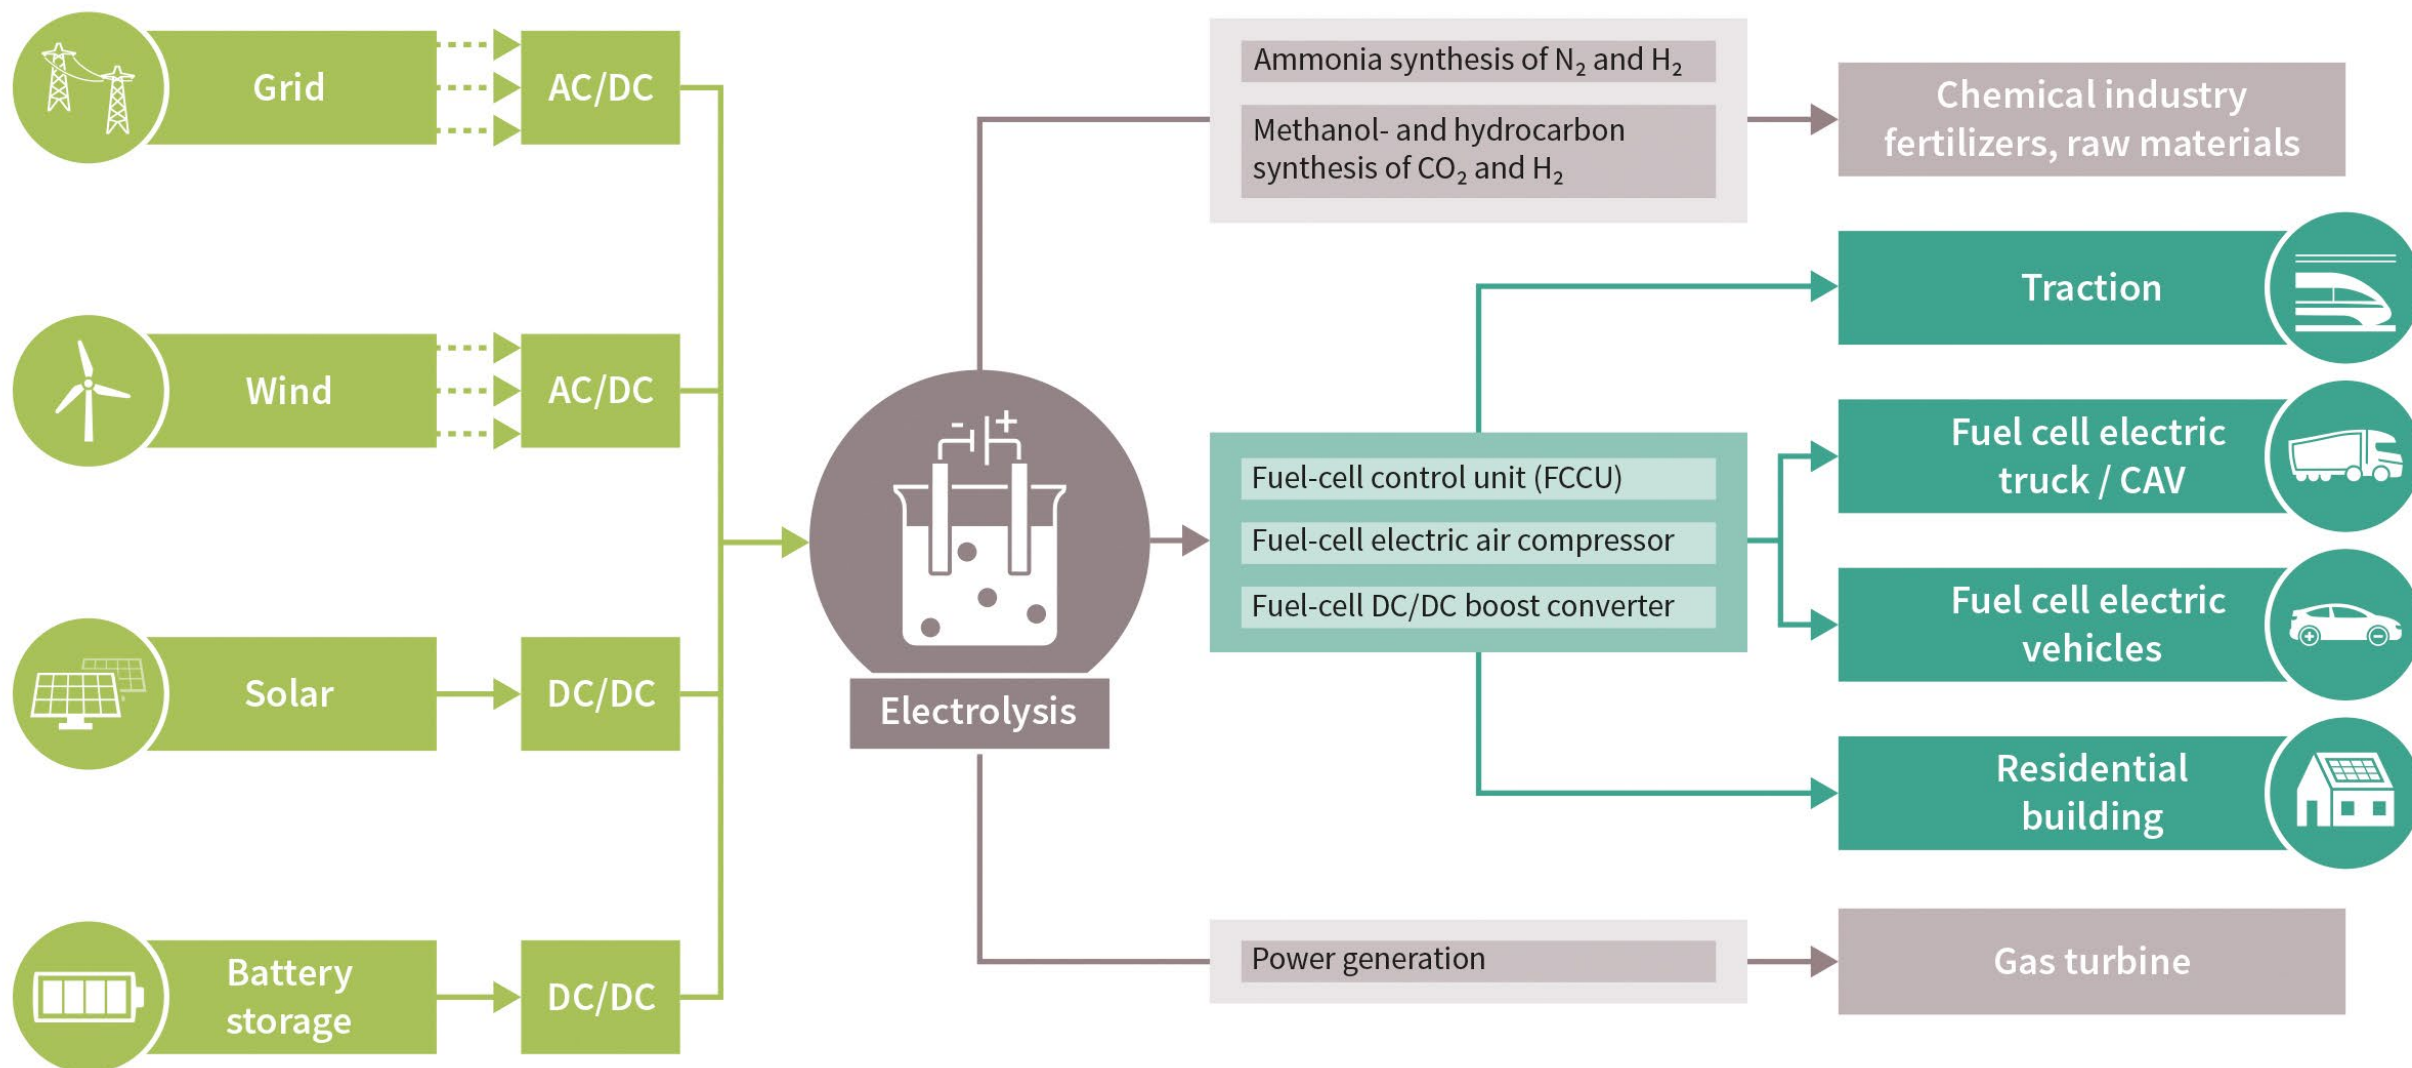 Grid
AC/DC
Wind
AC/DC
Solar
DC/DC
Battery
storage
DC/DC
- +
Electrolysis
Ammonia synthesis of N₂ and H₂
Methanol- and hydrocarbon
synthesis of CO₂ and H₂
Chemical industry
fertilizers, raw materials
Fuel-cell control unit (FCCU)
Fuel-cell electric air compressor
Fuel-cell DC/DC boost converter
Traction
Fuel cell electric
truck / CAV
Fuel cell electric
vehicles
Residential
building
Power generation
Gas turbine